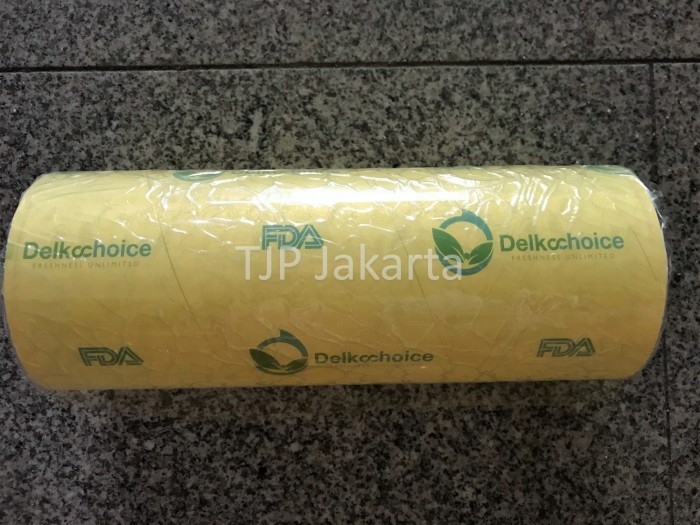 Delkochoice
FRESHNESS UNLIMITED
FDA
Delkochoice
FRESHNESS UNLIMITED
TJP Jakarta
FDA
Delkochoice
FDA